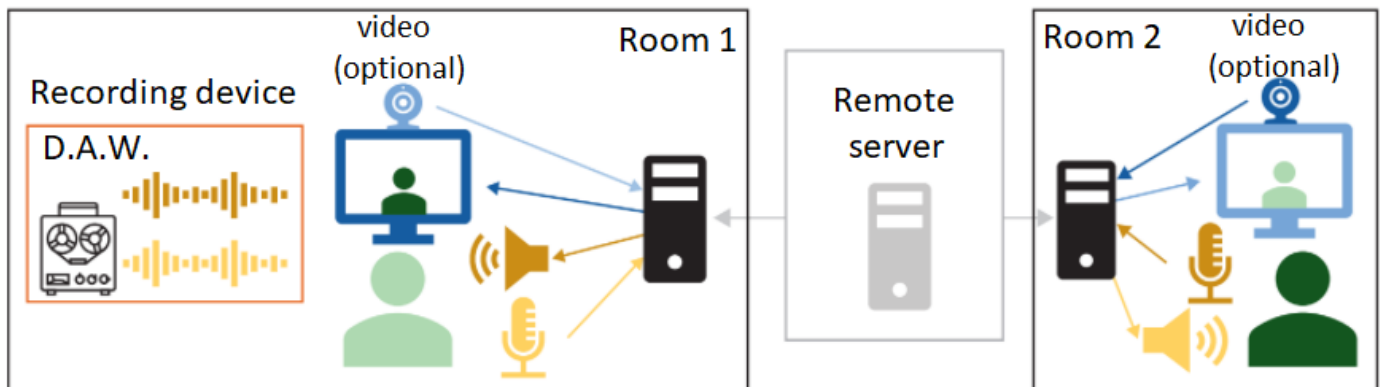 Recording device
D.A.W.
video
(optional)
Room 1
Remote
server
Room 2
video
(optional)